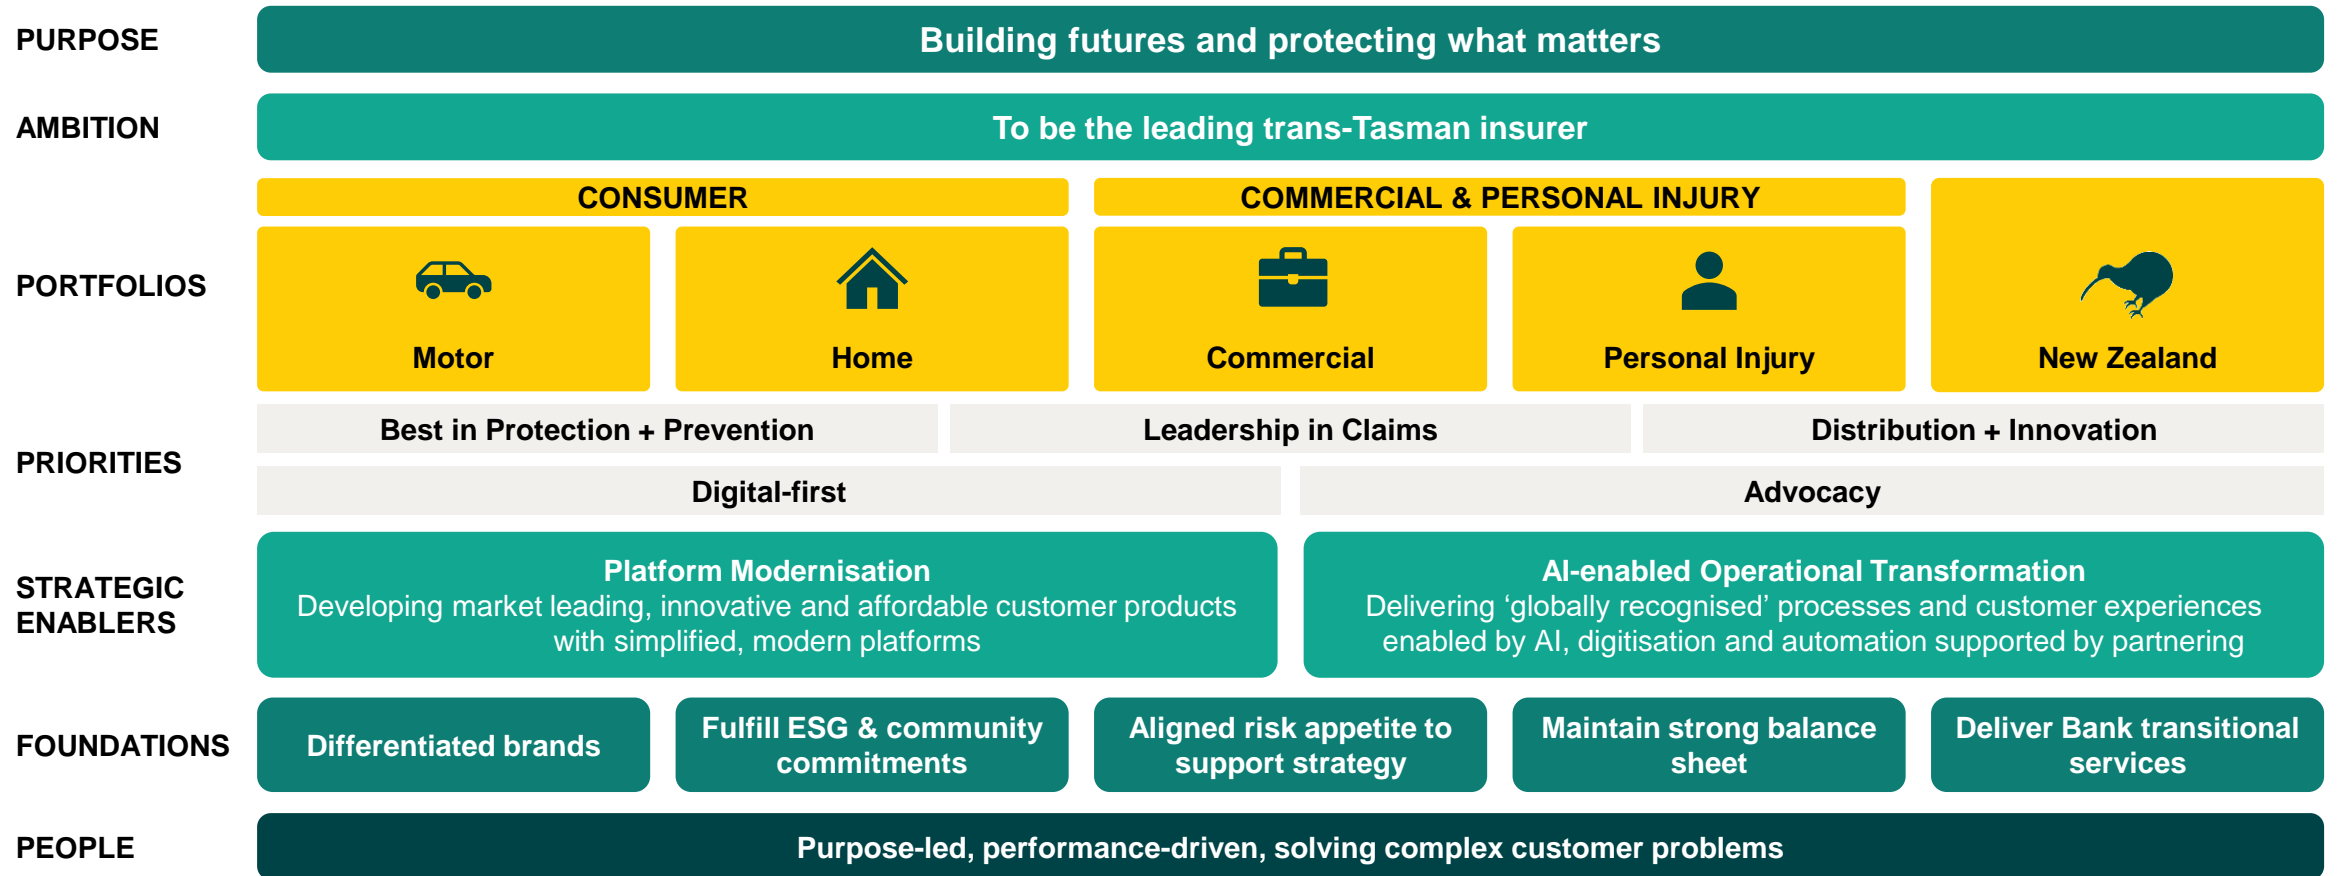 PURPOSE
Building futures and protecting what matters
AMBITION
To be the leading trans-Tasman insurer
CONSUMER
COMMERCIAL & PERSONAL INJURY
PORTFOLIOS
Motor
Home
Commercial
Personal Injury
New Zealand
PRIORITIES
Best in Protection + Prevention
Leadership in Claims
Distribution + Innovation
Digital-first
Advocacy
STRATEGIC
ENABLERS
Platform Modernisation
Developing market leading, innovative and affordable customer products
with simplified, modern platforms
AI-enabled Operational Transformation
Delivering ‘globally recognised’ processes and customer experiences
enabled by AI, digitisation and automation supported by partnering
FOUNDATIONS
Differentiated brands
Fulfill ESG & community
commitments
Aligned risk appetite to
support strategy
Maintain strong balance
sheet
Deliver Bank transitional
services
PEOPLE
Purpose-led, performance-driven, solving complex customer problems